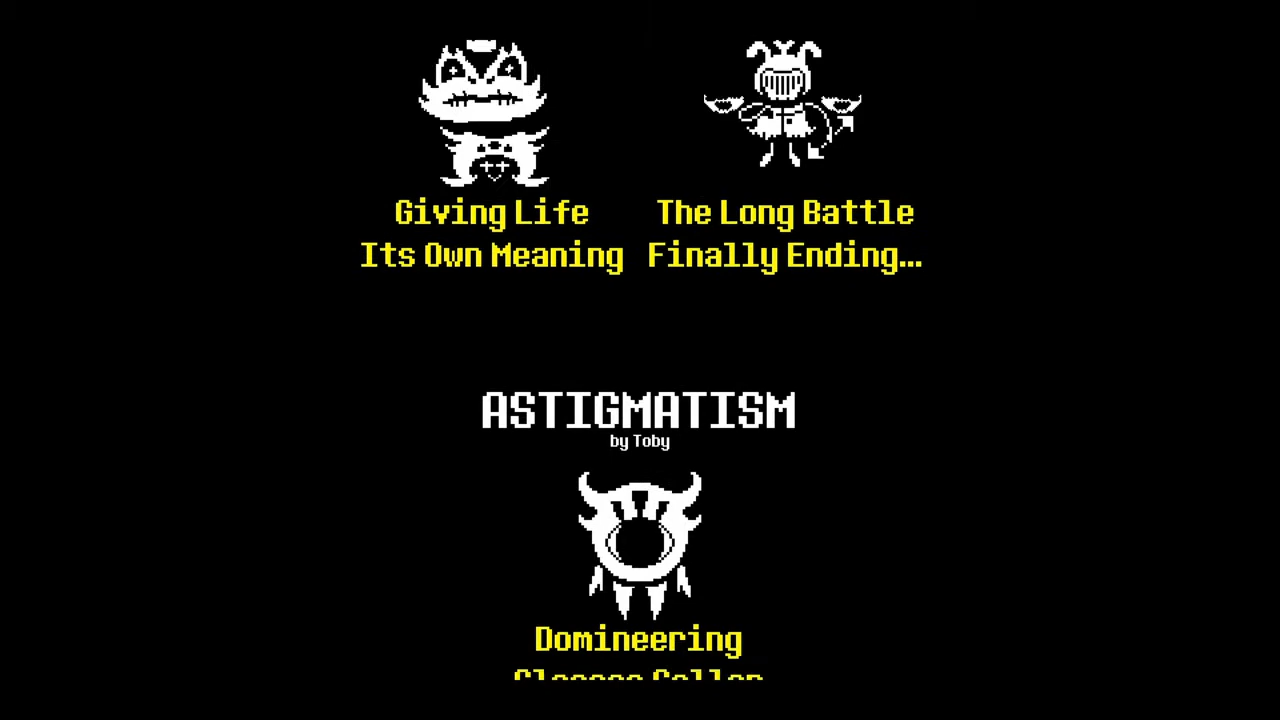 Giving Life
Its Own Meaning
The Long Battle
Finally Ending...
ASTIGMATISM
by Toby
Domineering